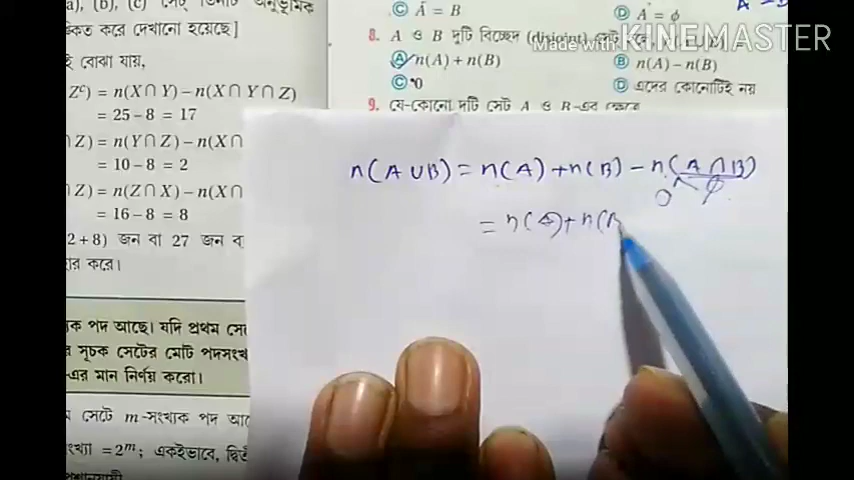 (a), (b), (c)
করে দেখানো হয়েছে]
বোঝা যায়,
Zᶜ) = n(X∩Y) − n(X∩Y∩Z)
= 25 − 8 = 17
∩ Z) = n(Y∩Z) − n(X∩
= 10 − 8 = 2
∩ Z) = n(Z∩X) − n(X∩
= 16 − 8 = 8
2+8) জন বা 27 জন ব
করে।
ক পদ আছে। যদি প্রথম সে
সূচক সেটের মোট পদসংখ
-এর মান নির্ণয় করো।
সেটে m-সংখ্যক পদ আ
ংখ্যা = 2ᵐ; একইভাবে, দ্বিত
Ⓒ Ā = B
Ⓓ A = ϕ
8. A ও B দুটি বিচ্ছেদ (disjoint) সেট
Ⓐ n(A) + n(B)
Ⓑ n(A) − n(B)
Ⓒ 0
Ⓓ এদের কোনোটিই নয়
9. যে-কোনো দুটি সেট A ও B-এর ক্ষেত্রে
Made with KINEMASTER
n(A∪B) = n(A) + n(B) − n(A∩B)
0 ϕ
= n(A) + n(B